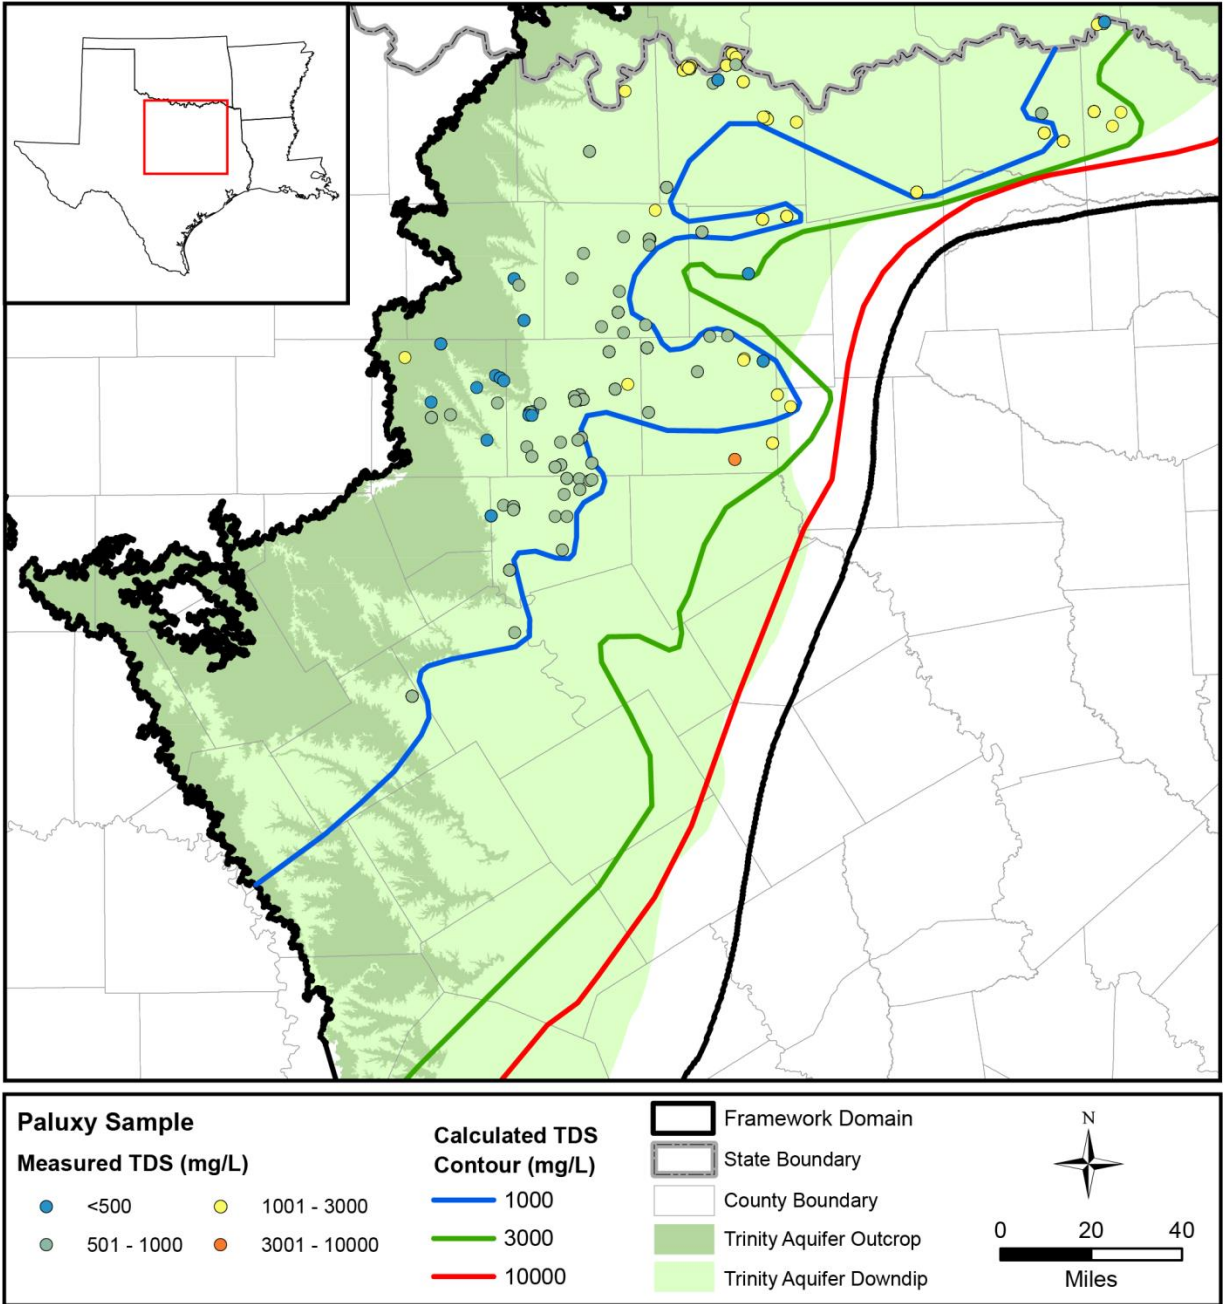 Paluxy Sample
Measured TDS (mg/L)
<500
1001 - 3000
501 - 1000
3001 - 10000
Calculated TDS
Contour (mg/L)
1000
3000
10000
Framework Domain
State Boundary
County Boundary
Trinity Aquifer Outcrop
Trinity Aquifer Downdip
N
0 20 40
Miles